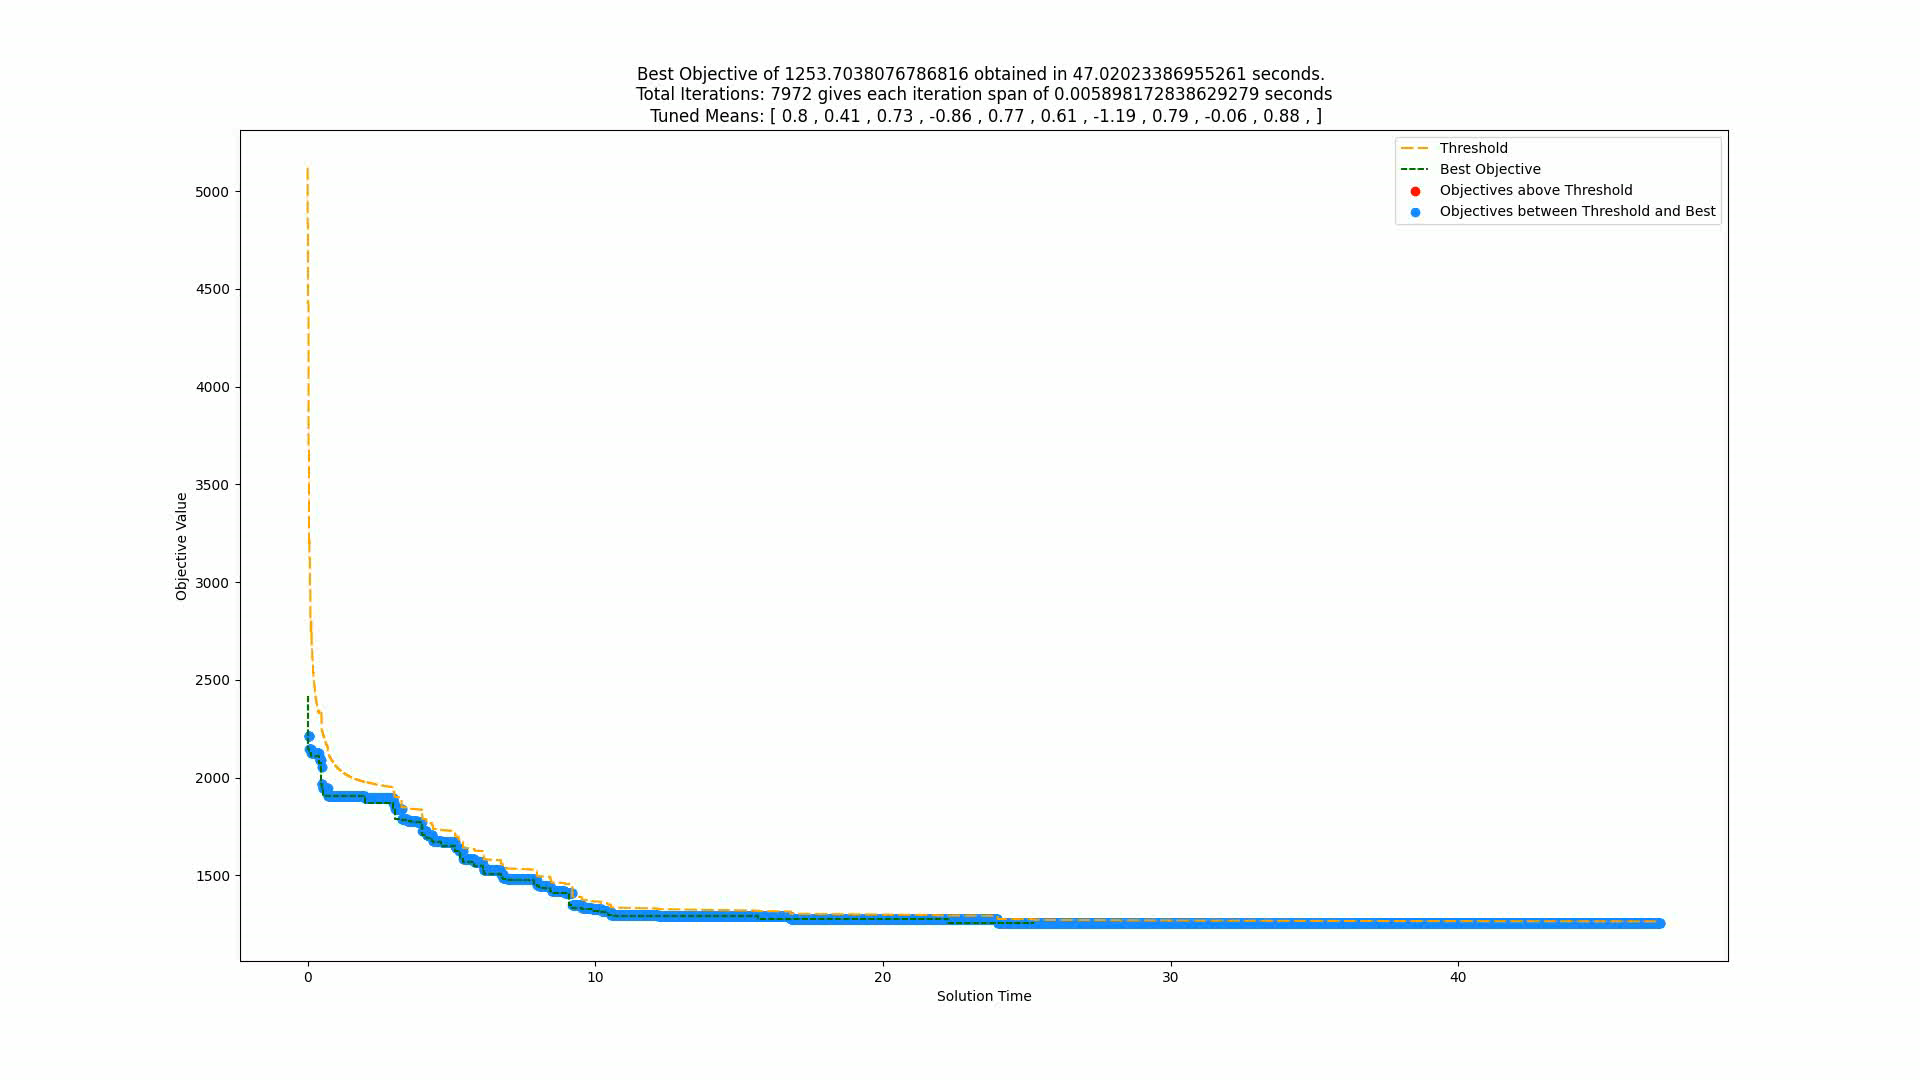 Best Objective of 1253.7038076786816 obtained in 47.02023386955261 seconds.
Total Iterations: 7972 gives each iteration span of 0.005898172838629279 seconds
Tuned Means: [ 0.8 , 0.41 , 0.73 , -0.86 , 0.77 , 0.61 , -1.19 , 0.79 , -0.06 , 0.88 , ]
Threshold
Best Objective
Objectives above Threshold
Objectives between Threshold and Best
Objective Value
5000
4500
4000
3500
3000
2500
2000
1500
0
10
20
30
40
Solution Time